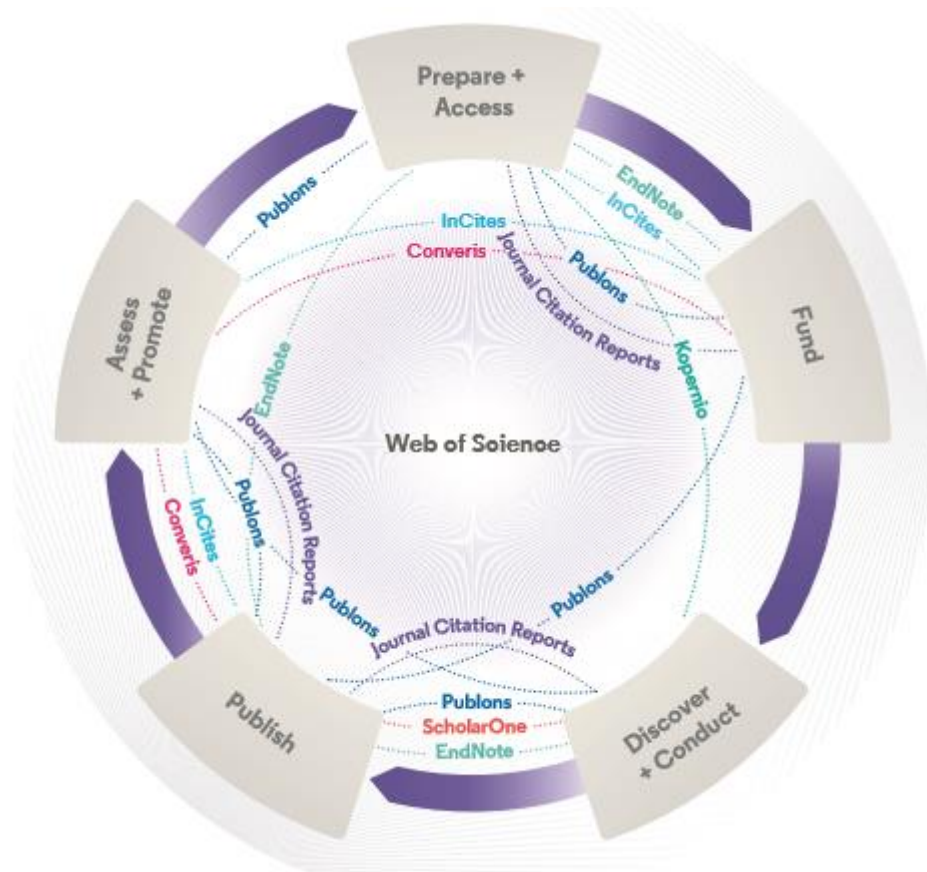 Prepare +
Access
EndNote
InCites
Publons
InCites
Converis
Journal Citation Reports
Publons
Fund
Assess
+ Promote
Kopernio
EndNote
Journal Citation Reports
Web of Science
Publons
InCites
Converis
Publons
Publons
Journal Citation Reports
Publons
ScholarOne
EndNote
Publish
Discover
+ Conduct